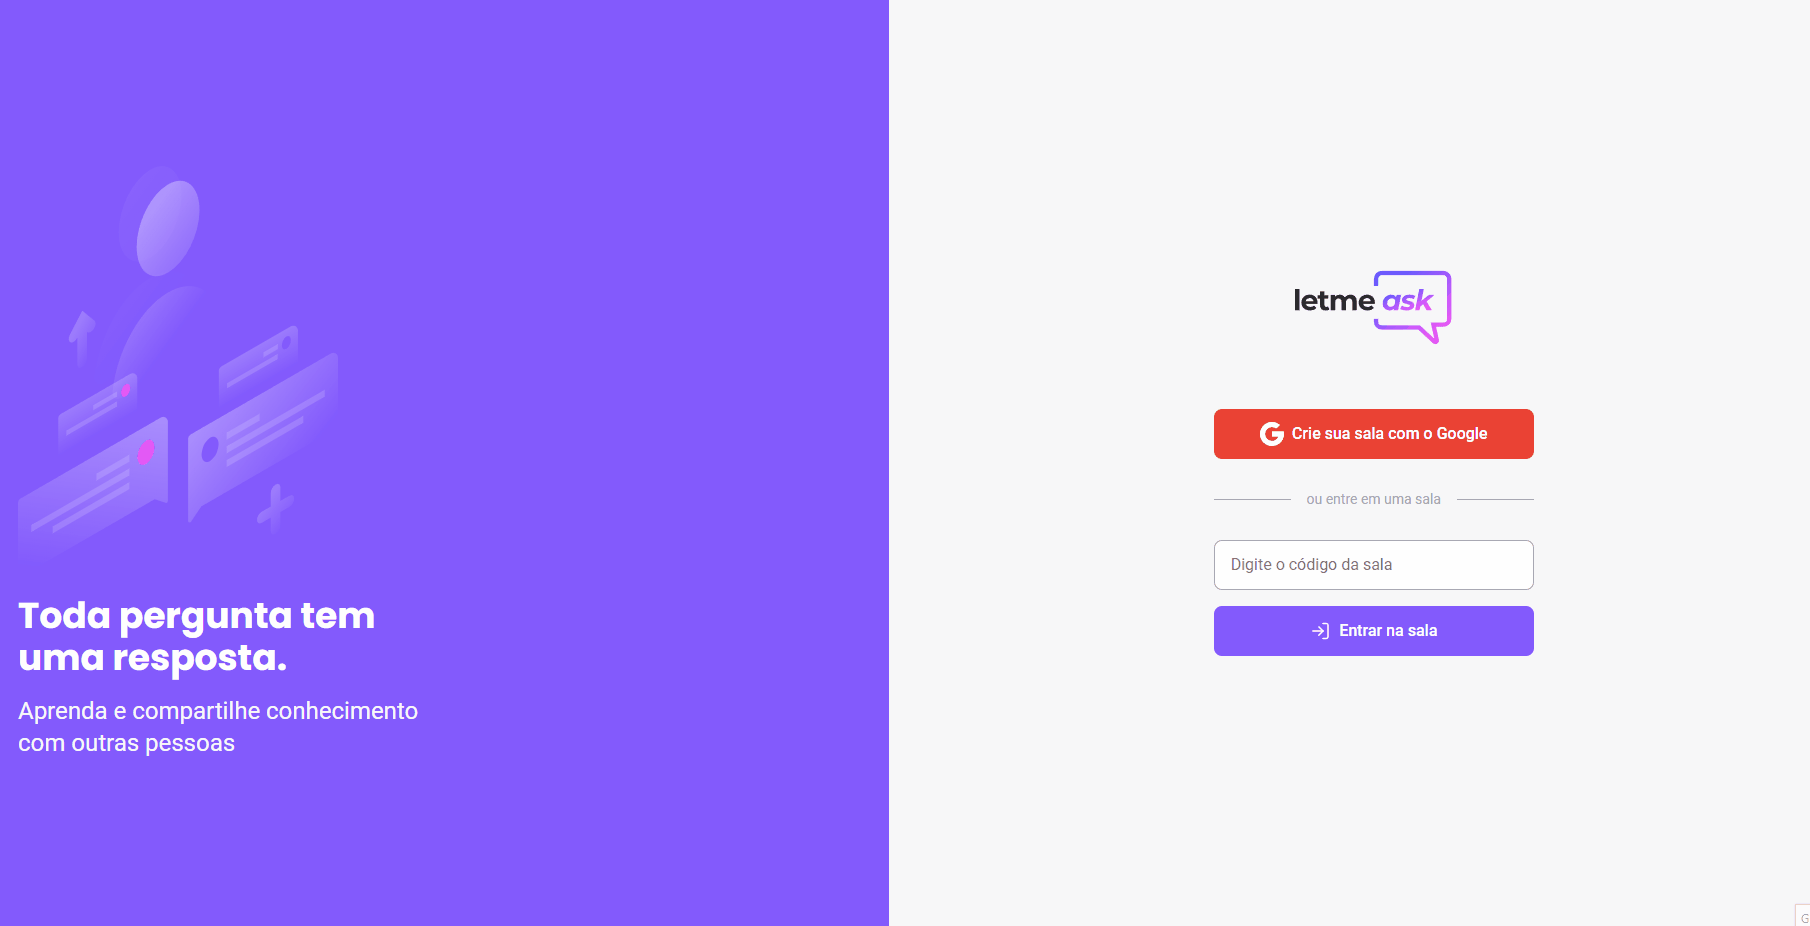 Toda pergunta tem
uma resposta.
Aprenda e compartilhe conhecimento
com outras pessoas
letme ask
Crie sua sala com o Google
ou entre em uma sala
Digite o código da sala
Entrar na sala
G